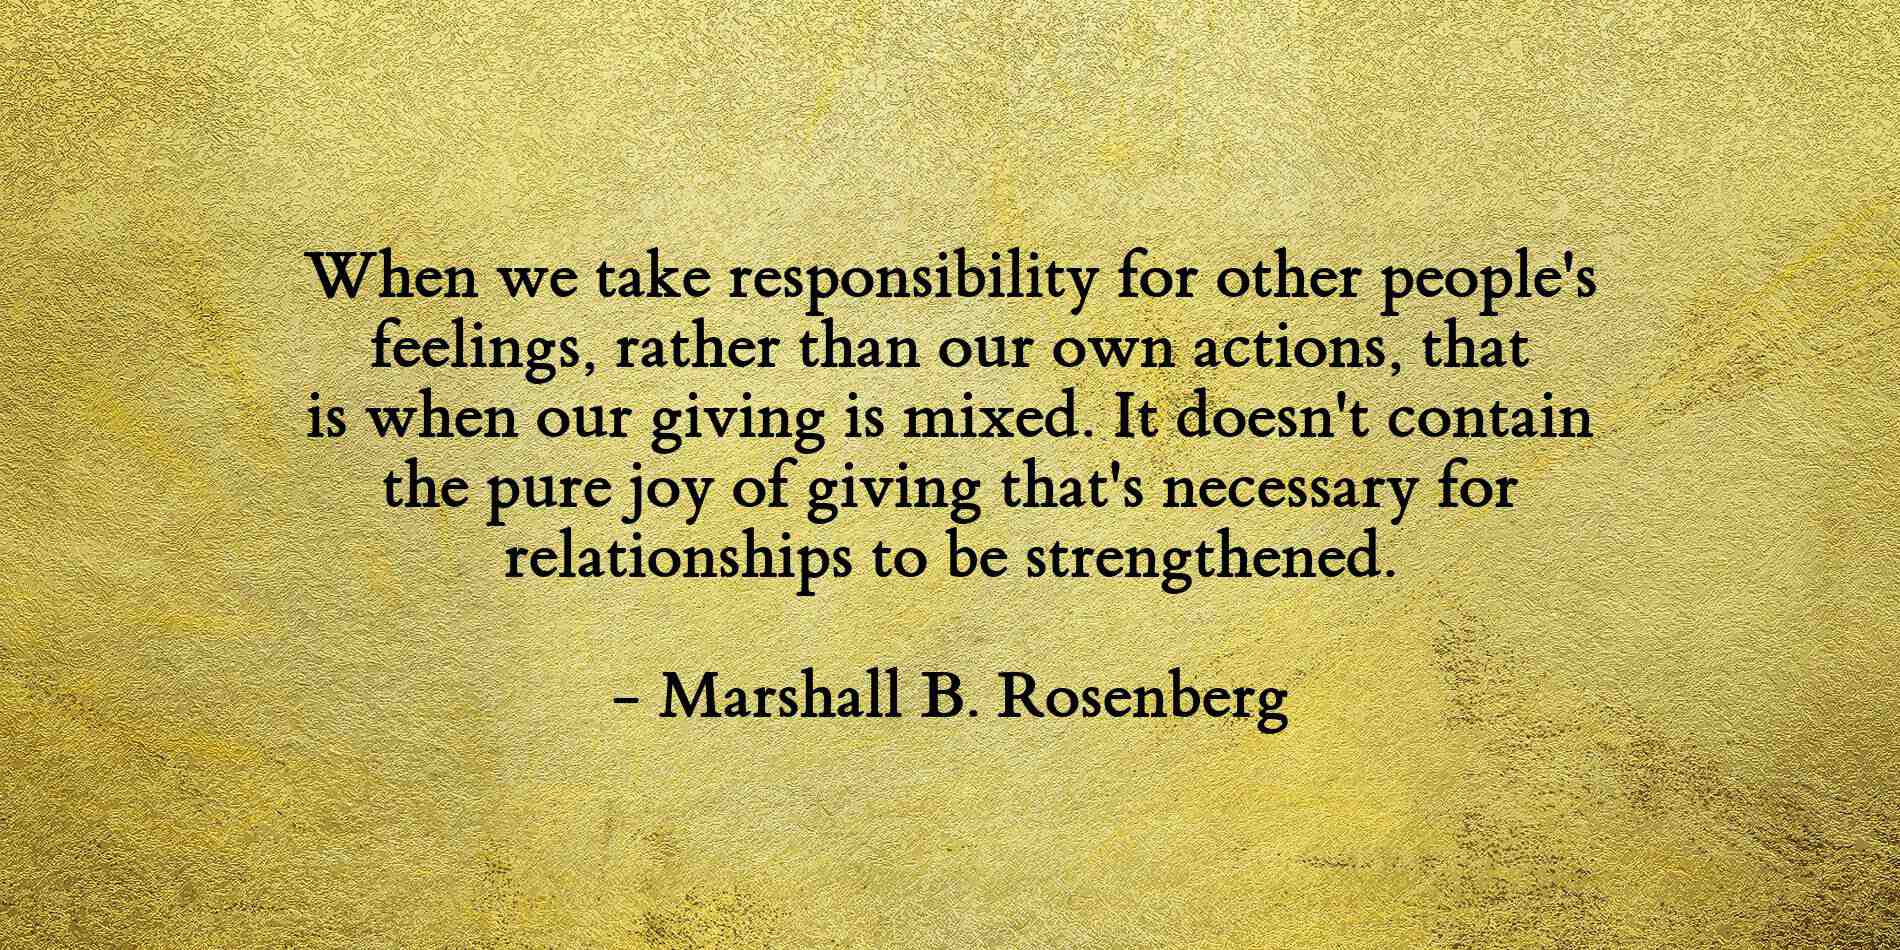 When we take responsibility for other people's
feelings, rather than our own actions, that
is when our giving is mixed. It doesn't contain
the pure joy of giving that's necessary for
relationships to be strengthened.
- Marshall B. Rosenberg